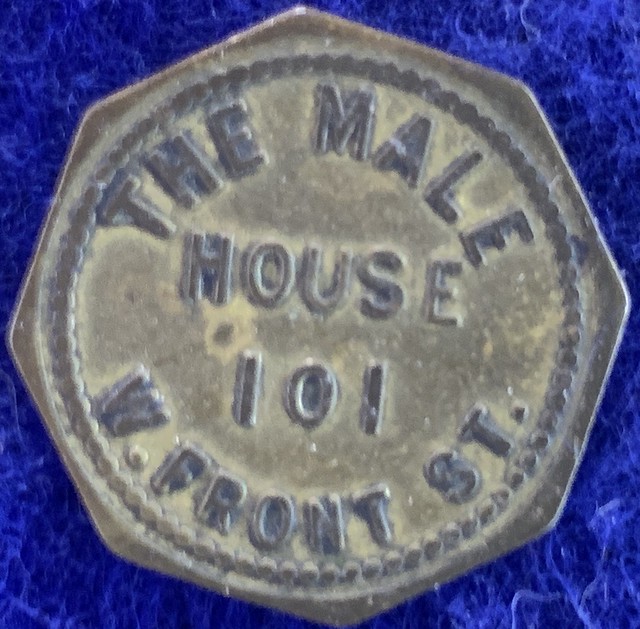 THE MALE
HOUSE
101
W. FRONT ST.